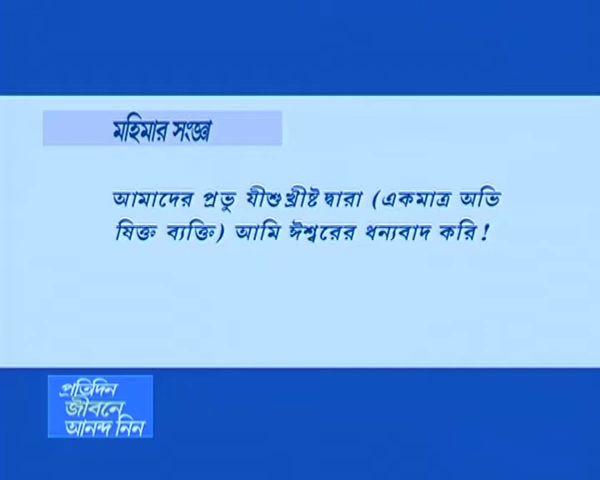 মহিমার সংজ্ঞা
আমাদের প্রভু যীশুখ্রীষ্ট দ্বারা (একমাত্র অভি
ষিক্ত ব্যক্তি) আমি ঈশ্বরের ধন্যবাদ করি !
প্রতিদিন
জীবনে
আনন্দ নিন